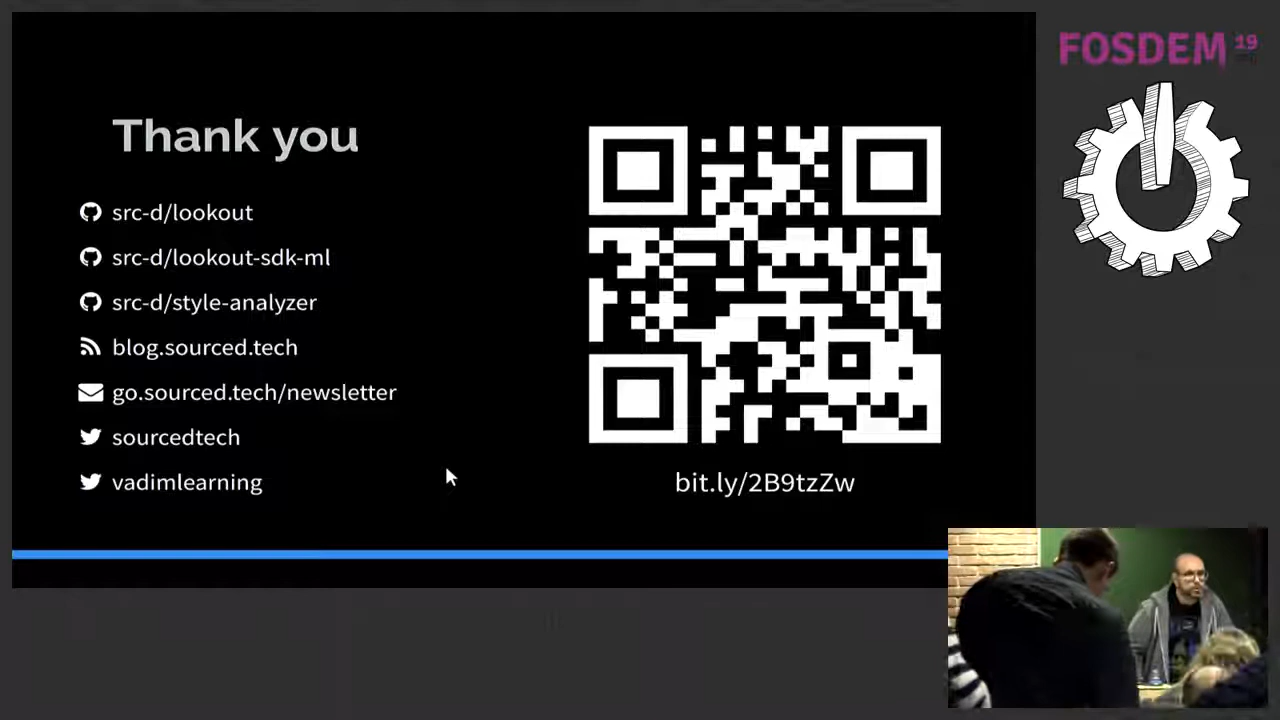 Thank you
src-d/lookout
src-d/lookout-sdk-ml
src-d/style-analyzer
blog.sourced.tech
go.sourced.tech/newsletter
sourcedtech
vadimlearning
bit.ly/2B9tzZw
FOSDEM 19